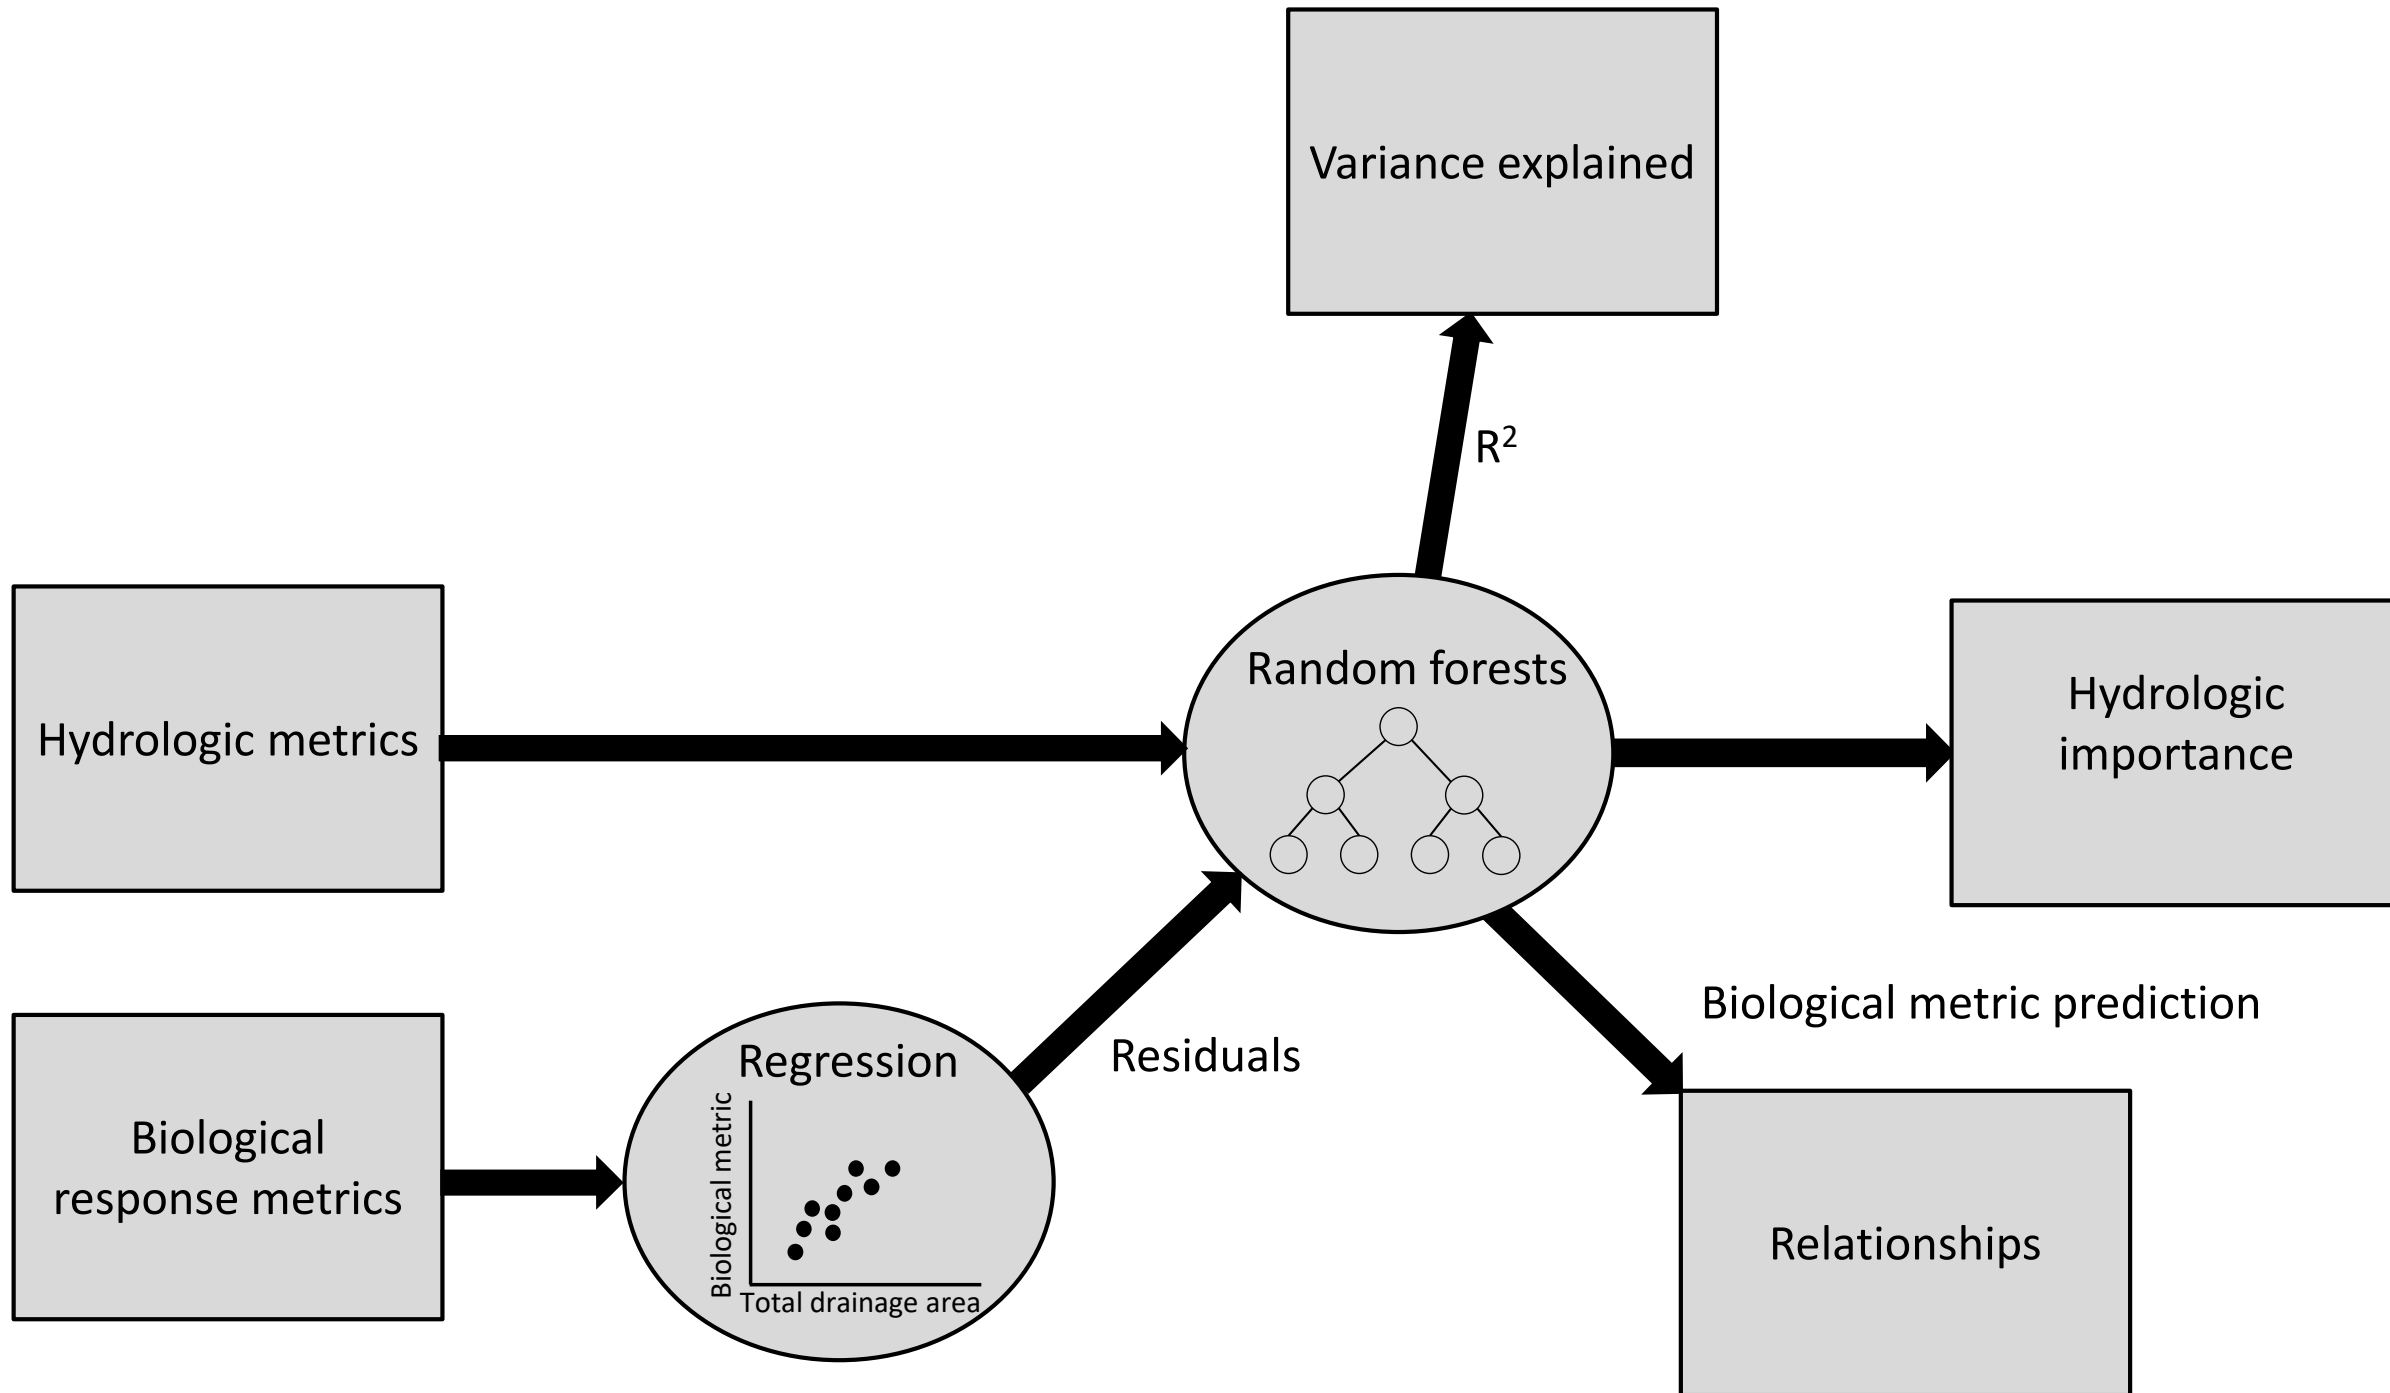 Variance explained
R²
Random forests
Hydrologic metrics
Hydrologic
importance
Biological metric prediction
Residuals
Regression
Biological metric
Total drainage area
Biological
response metrics
Relationships